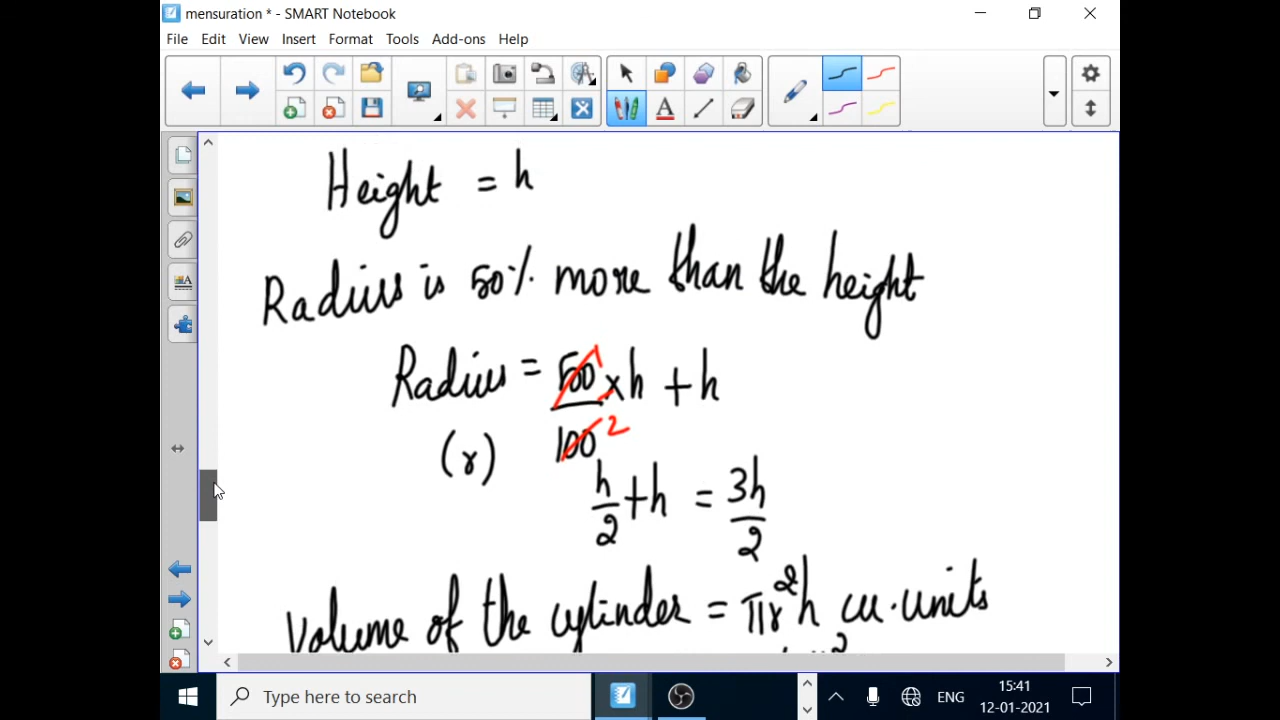 mensuration * - SMART Notebook
File Edit View Insert Format Tools Add-ons Help
Height = h
Radius is 50% more than the height
Radius = 50/100 × h + h
1
2
(r)
h/2 + h = 3h/2
Volume of the cylinder = πr²h cu.units
Type here to search
ENG
15:41
12-01-2021